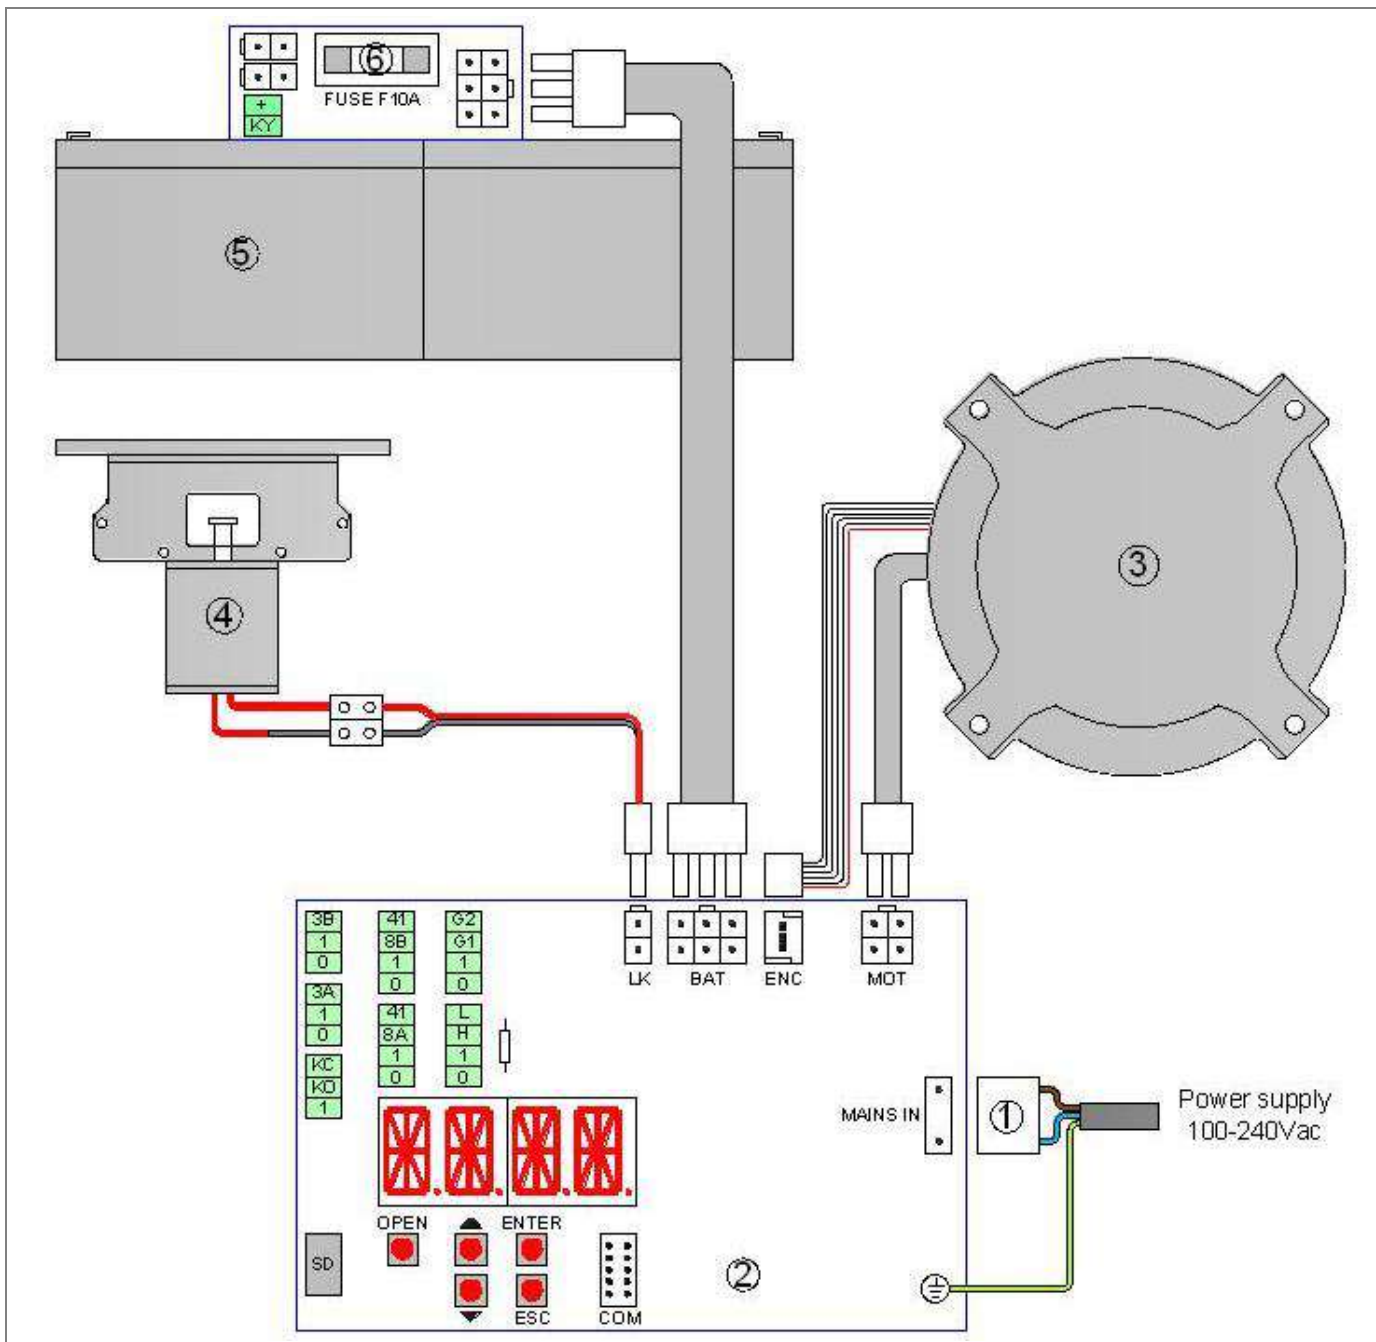 ⑥
FUSE F10A
+
KY
⑤
③
④
3B
1
0
3A
1
0
KC
KO
1
41
8B
1
0
41
8A
1
0
G2
G1
1
0
L
H
1
0
LK
BAT
ENC
MOT
MAINS IN
①
Power supply
100-240Vac
OPEN
▲
ENTER
SD
▼
ESC
COM
②